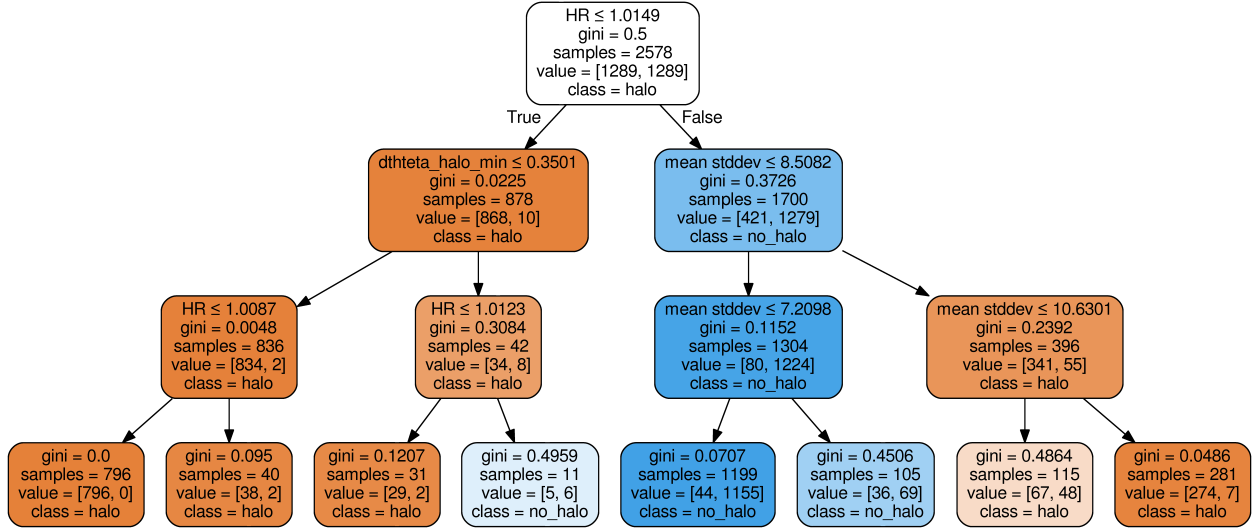 HR ≤ 1.0149
gini = 0.5
samples = 2578
value = [1289, 1289]
class = halo
True
False
dthteta_halo_min ≤ 0.3501
gini = 0.0225
samples = 878
value = [868, 10]
class = halo
mean stddev ≤ 8.5082
gini = 0.3726
samples = 1700
value = [421, 1279]
class = no_halo
HR ≤ 1.0087
gini = 0.0048
samples = 836
value = [834, 2]
class = halo
HR ≤ 1.0123
gini = 0.3084
samples = 42
value = [34, 8]
class = halo
mean stddev ≤ 7.2098
gini = 0.1152
samples = 1304
value = [80, 1224]
class = no_halo
mean stddev ≤ 10.6301
gini = 0.2392
samples = 396
value = [341, 55]
class = halo
gini = 0.0
samples = 796
value = [796, 0]
class = halo
gini = 0.095
samples = 40
value = [38, 2]
class = halo
gini = 0.1207
samples = 31
value = [29, 2]
class = halo
gini = 0.4959
samples = 11
value = [5, 6]
class = no_halo
gini = 0.0707
samples = 1199
value = [44, 1155]
class = no_halo
gini = 0.4506
samples = 105
value = [36, 69]
class = no_halo
gini = 0.4864
samples = 115
value = [67, 48]
class = halo
gini = 0.0486
samples = 281
value = [274, 7]
class = halo